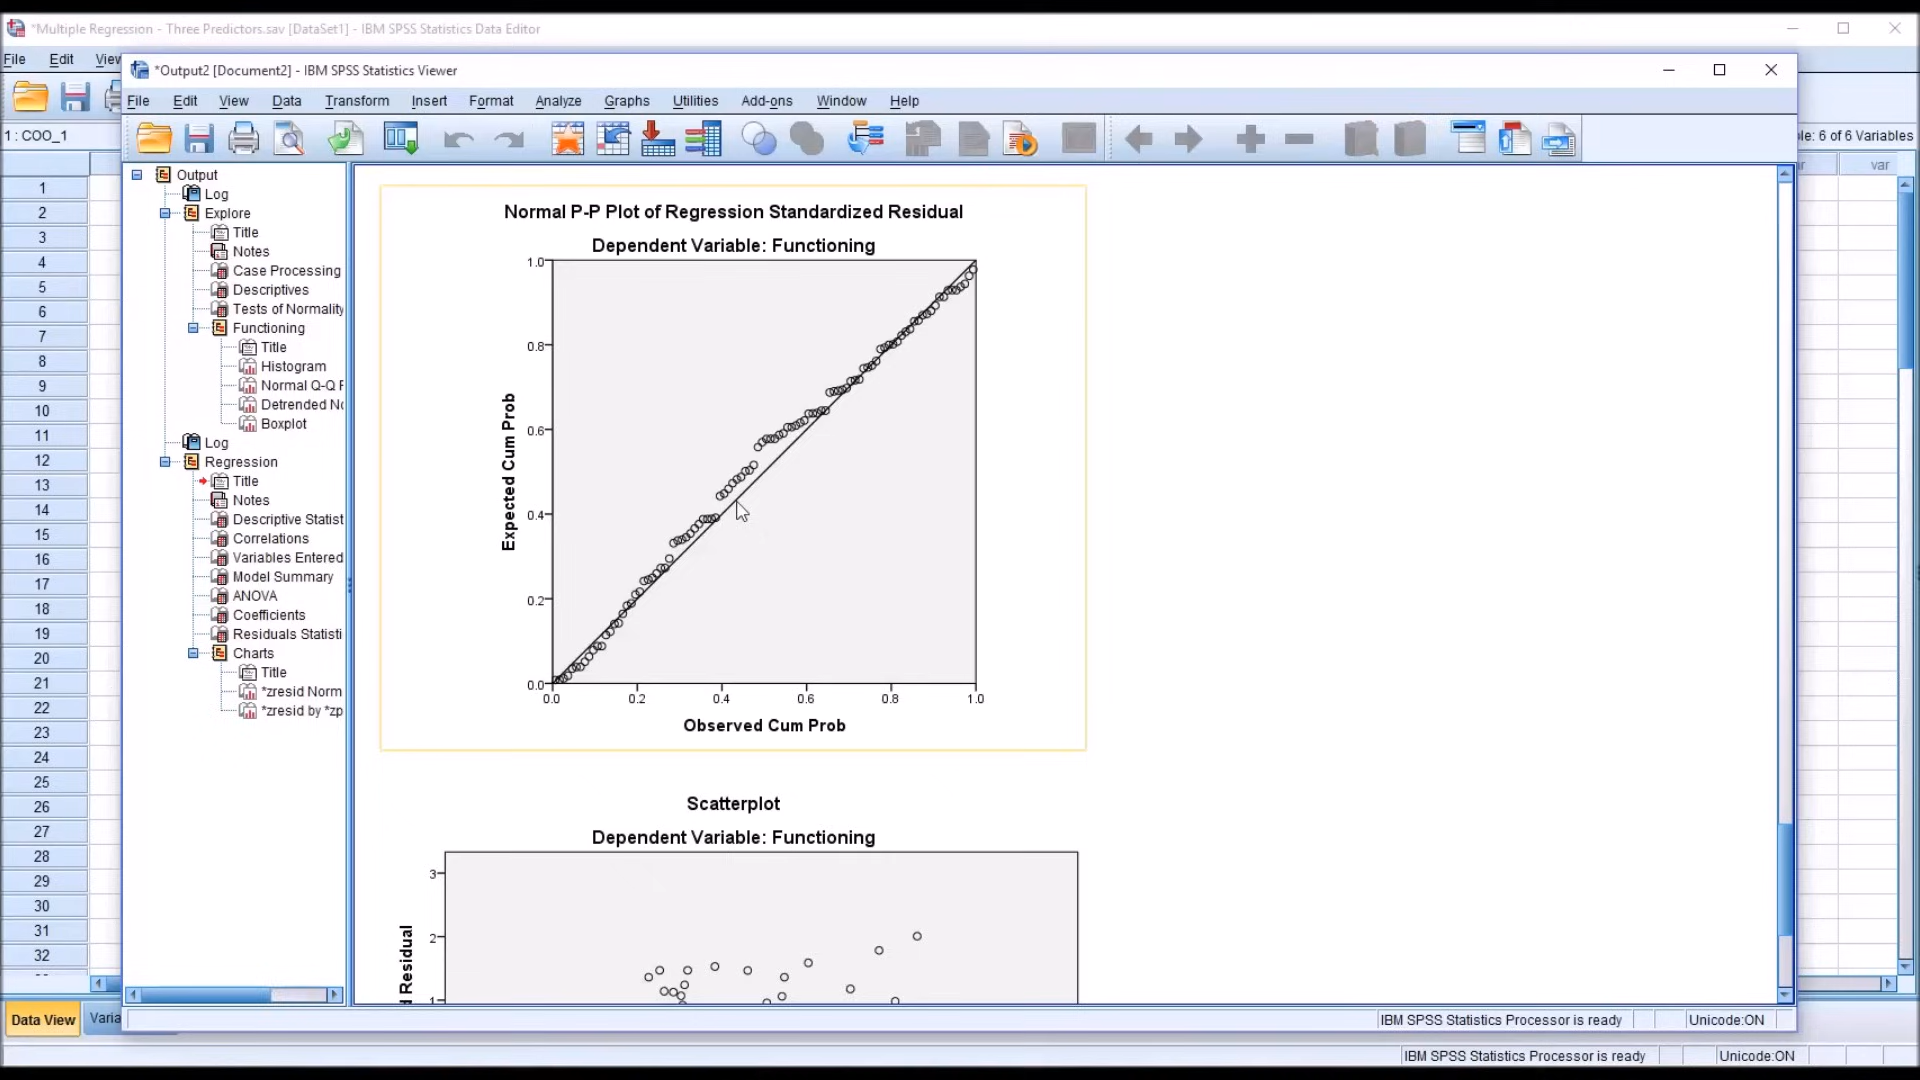 *Multiple Regression - Three Predictors.sav [DataSet1] - IBM SPSS Statistics Data Editor
File Edit View
*Output2 [Document2] - IBM SPSS Statistics Viewer
File Edit View Data Transform Insert Format Analyze Graphs Utilities Add-ons Window Help
1 : COO_1
le: 6 of 6 Variables
var
1
2
3
4
5
6
7
8
9
10
11
12
13
14
15
16
17
18
19
20
21
22
23
24
25
26
27
28
29
30
31
32
Output
Log
Explore
Title
Notes
Case Processing
Descriptives
Tests of Normality
Functioning
Title
Histogram
Normal Q-Q P
Detrended No
Boxplot
Log
Regression
Title
Notes
Descriptive Statist
Correlations
Variables Entered
Model Summary
ANOVA
Coefficients
Residuals Statisti
Charts
Title
*zresid Norm
*zresid by *zp
Normal P-P Plot of Regression Standardized Residual
Dependent Variable: Functioning
Expected Cum Prob
1.0
0.8
0.6
0.4
0.2
0.0
0.0 0.2 0.4 0.6 0.8 1.0
Observed Cum Prob
Scatterplot
Dependent Variable: Functioning
d Residual
3
2
1
Data View Varia
IBM SPSS Statistics Processor is ready Unicode:ON
IBM SPSS Statistics Processor is ready Unicode:ON